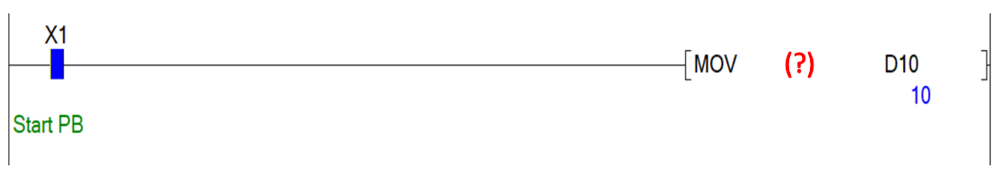 X1
[MOV (?) D10 ]
10
Start PB